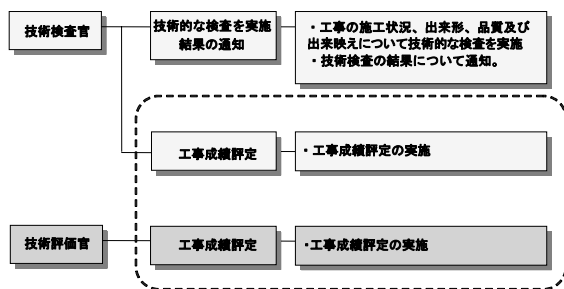 技術検査官
技術的な検査を実施
結果の通知
・工事の施工状況、出来形、品質及び
出来映えについて技術的な検査を実施
・技術検査の結果について通知。
工事成績評定
・工事成績評定の実施
技術評価官
工事成績評定
・工事成績評定の実施